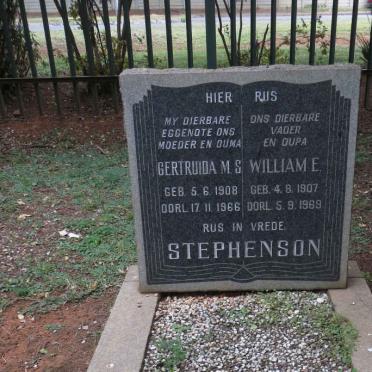 HIER RUS
MY DIERBARE
EGGENOTE ONS
MOEDER EN OUMA
GERTRUIDA M. S.
GEB. 5. 6. 1908
OORL. 17. 11. 1966
ONS DIERBARE
VADER
EN OUPA
WILLIAM E.
GEB. 4. 8. 1907
OORL. 5. 9. 1969
RUS IN VREDE
STEPHENSON